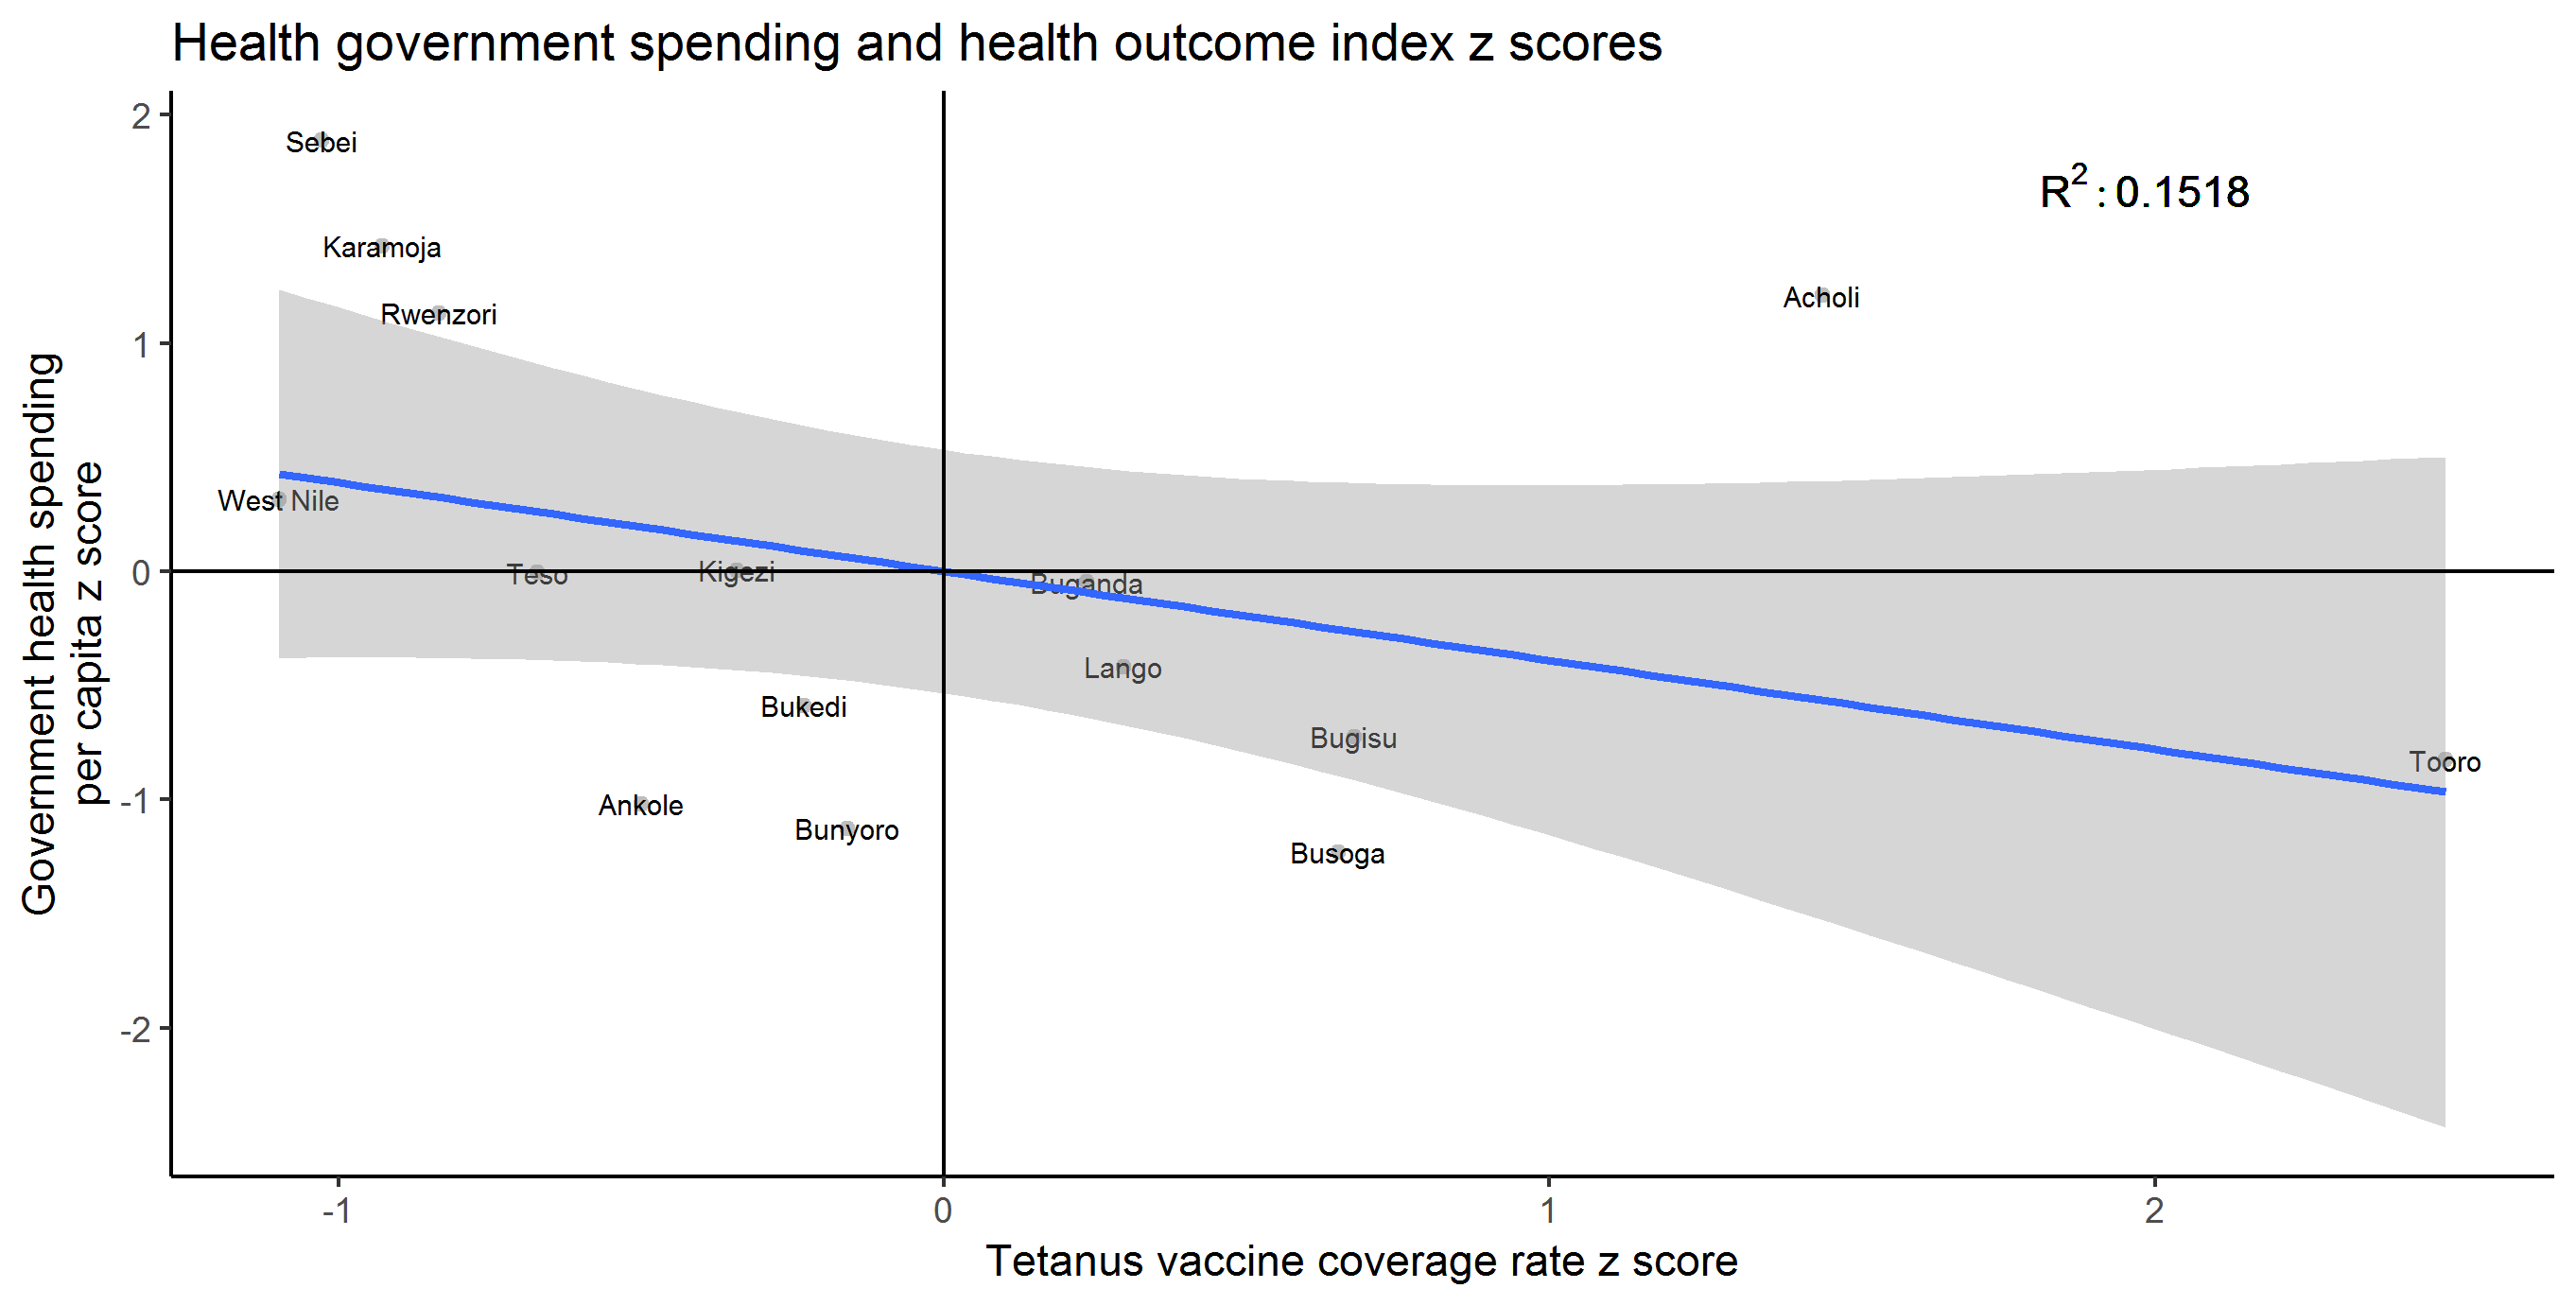 Health government spending and health outcome index z scores
2
Sebei
R²: 0.1518
Karamoja
Acholi
Rwenzori
1
West Nile
Teso
Kigezi
0
Buganda
Lango
Bukedi
Bugisu
Tooro
Ankole
-1
Bunyoro
Busoga
-2
-1
0
1
2
Government health spending
per capita z score
Tetanus vaccine coverage rate z score